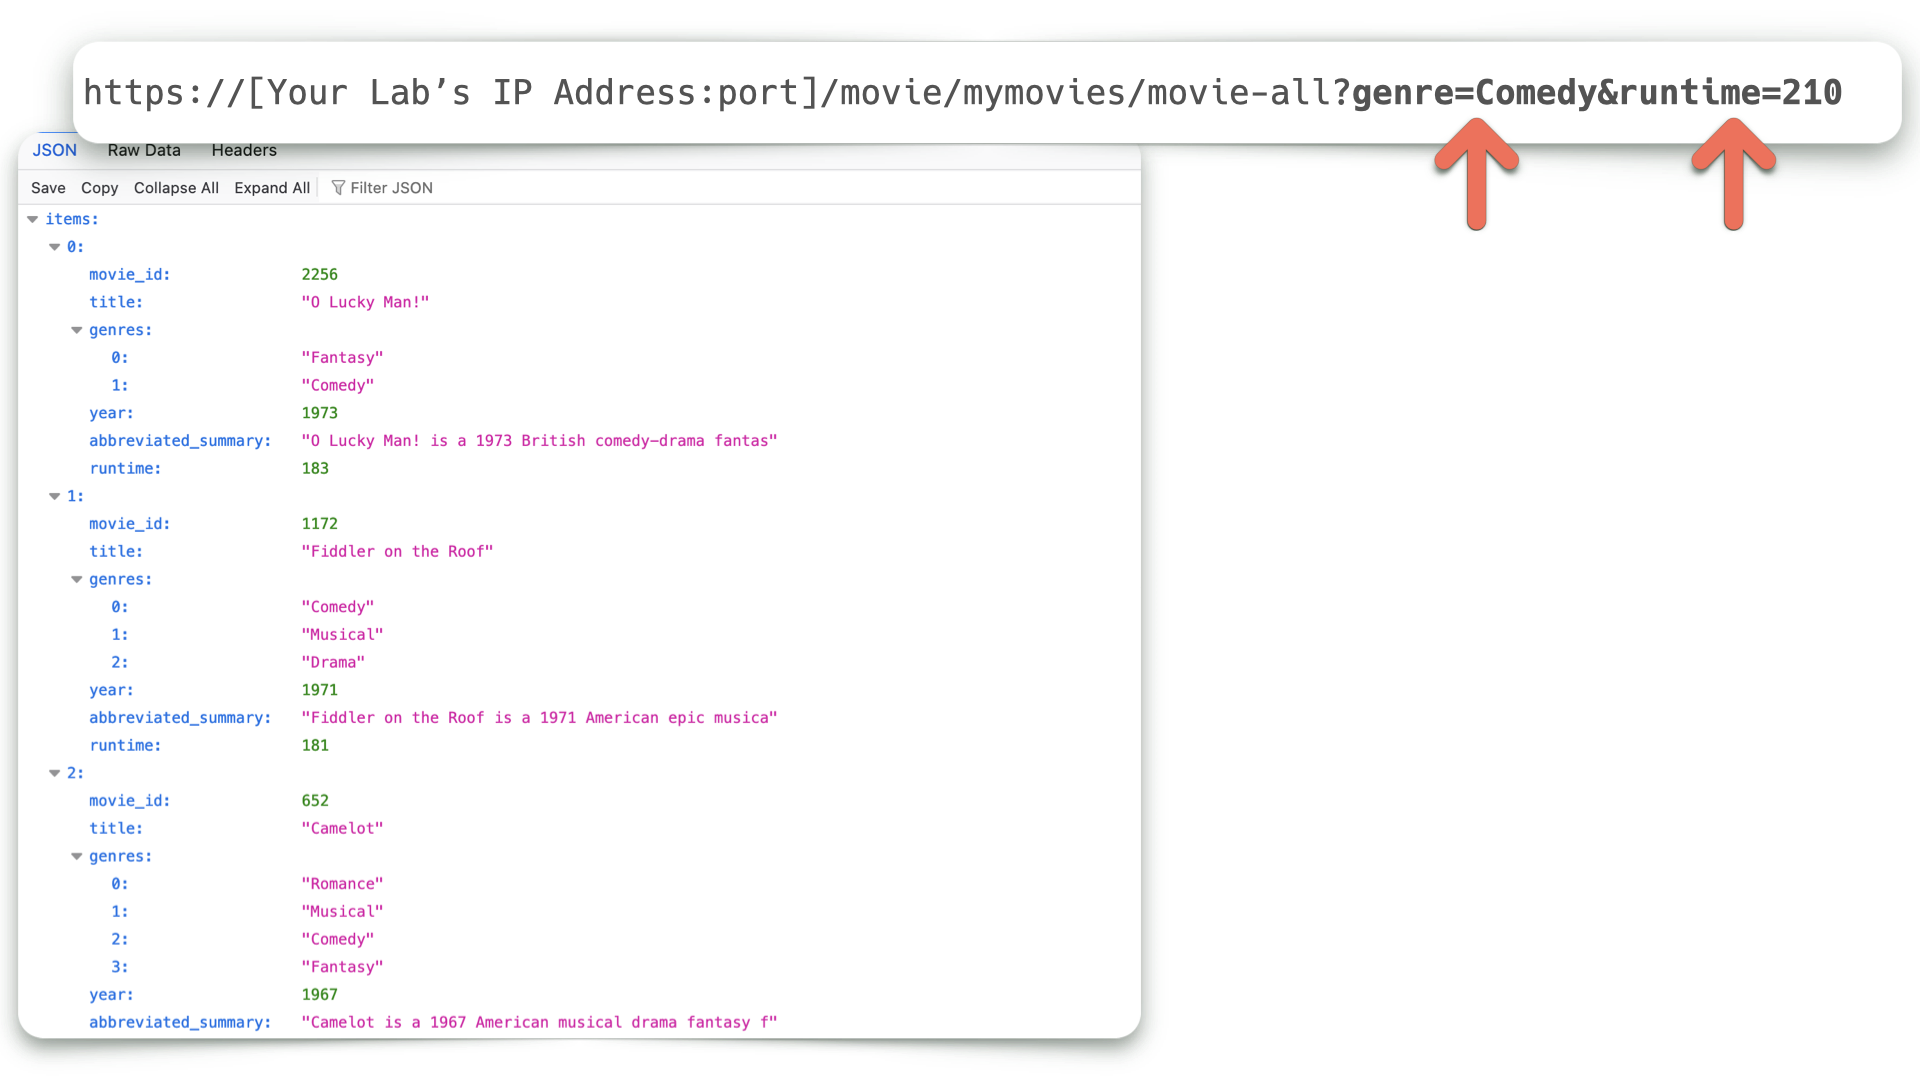 https://[Your Lab’s IP Address:port]/movie/mymovies/movie-all?genre=Comedy&runtime=210
JSON Raw Data Headers
Save Copy Collapse All Expand All Filter JSON
items:
0:
movie_id: 2256
title: "O Lucky Man!"
genres:
0: "Fantasy"
1: "Comedy"
year: 1973
abbreviated_summary: "O Lucky Man! is a 1973 British comedy-drama fantas"
runtime: 183
1:
movie_id: 1172
title: "Fiddler on the Roof"
genres:
0: "Comedy"
1: "Musical"
2: "Drama"
year: 1971
abbreviated_summary: "Fiddler on the Roof is a 1971 American epic musica"
runtime: 181
2:
movie_id: 652
title: "Camelot"
genres:
0: "Romance"
1: "Musical"
2: "Comedy"
3: "Fantasy"
year: 1967
abbreviated_summary: "Camelot is a 1967 American musical drama fantasy f"